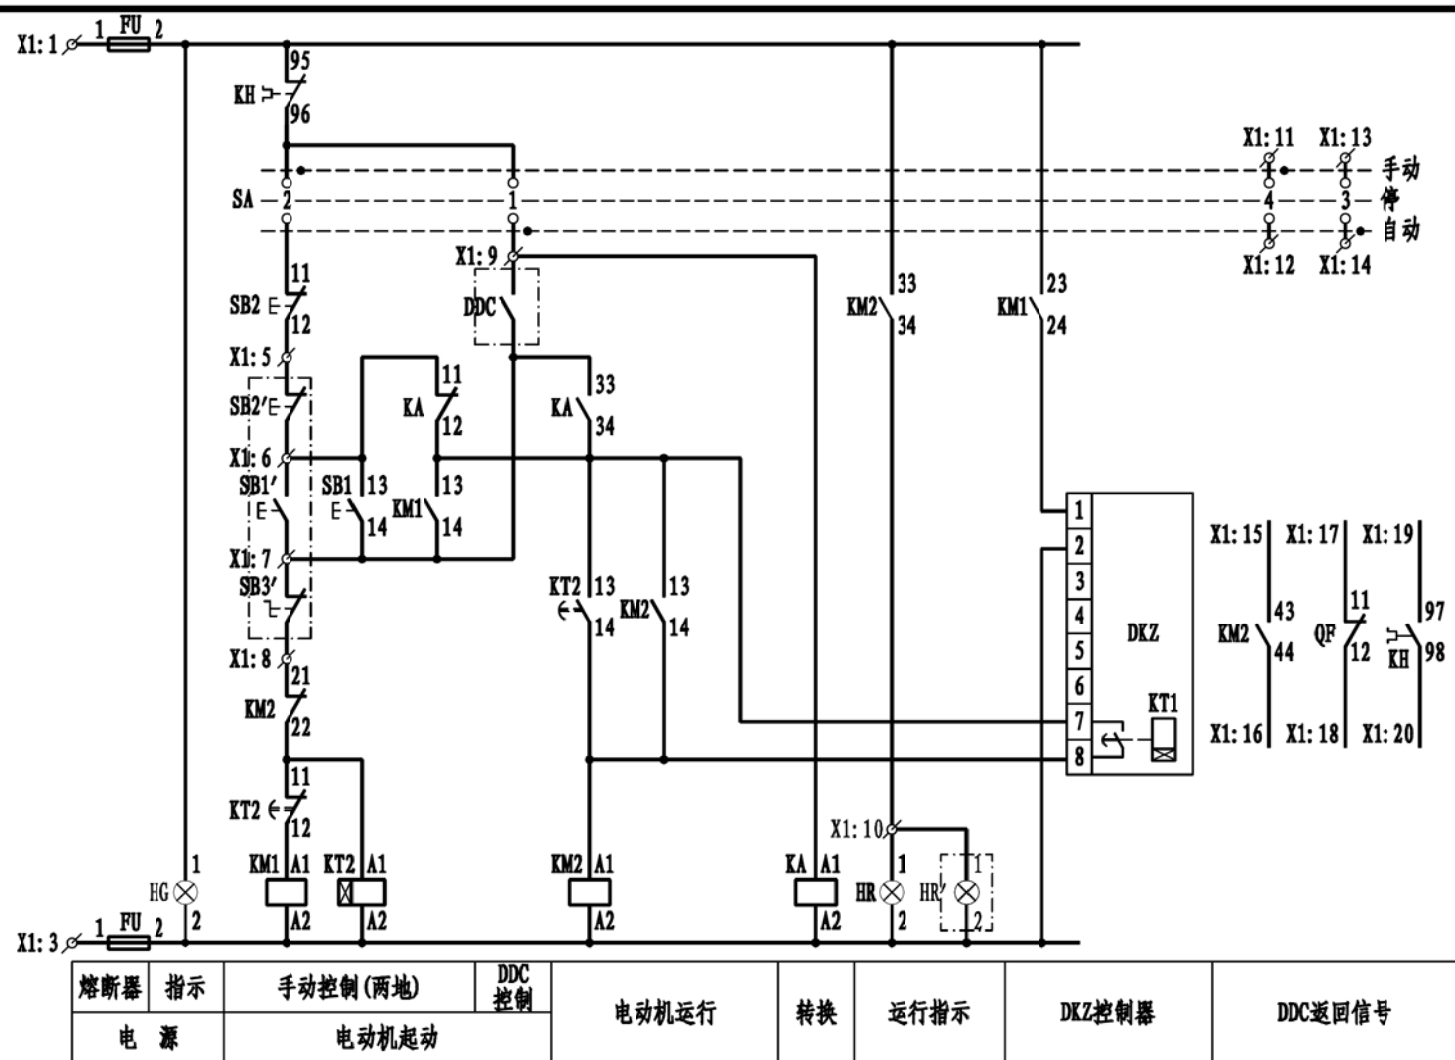 X1:1 1 FU 2
95
KH
96
X1:11 X1:13
手动
SA 2 1 4 3 停
自动
X1:9
X1:12 X1:14
11
SB2
12
DDC
33
KM2
34
23
KM1
24
X1:5
SB2′
11
KA
12
33
KA
34
X1:6
SB1′
SB1 13
14
13
KM1
14
X1:7
SB3′
KT2 13
14
13
KM2
14
X1:8
21
KM2
22
11
KT2
12
1
2
3
4
5
6
7
8
DKZ
KT1
X1:15 X1:17 X1:19
43
KM2
44
11
QF
12
97
KH
98
X1:16 X1:18 X1:20
X1:10
1
HG
2
KM1 A1
A2
KT2 A1
A2
KM2 A1
A2
KA A1
A2
1
HR
2
1
HR′
2
X1:3 1 FU 2
熔断器 指示 手动控制(两地) DDC控制
电动机运行 转换 运行指示 DKZ控制器 DDC返回信号
电 源 电动机起动